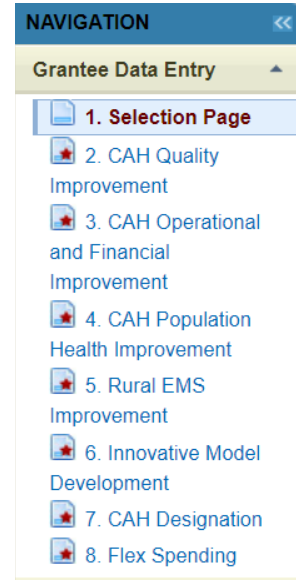 NAVIGATION
Grantee Data Entry
1. Selection Page
2. CAH Quality
Improvement
3. CAH Operational
and Financial
Improvement
4. CAH Population
Health Improvement
5. Rural EMS
Improvement
6. Innovative Model
Development
7. CAH Designation
8. Flex Spending